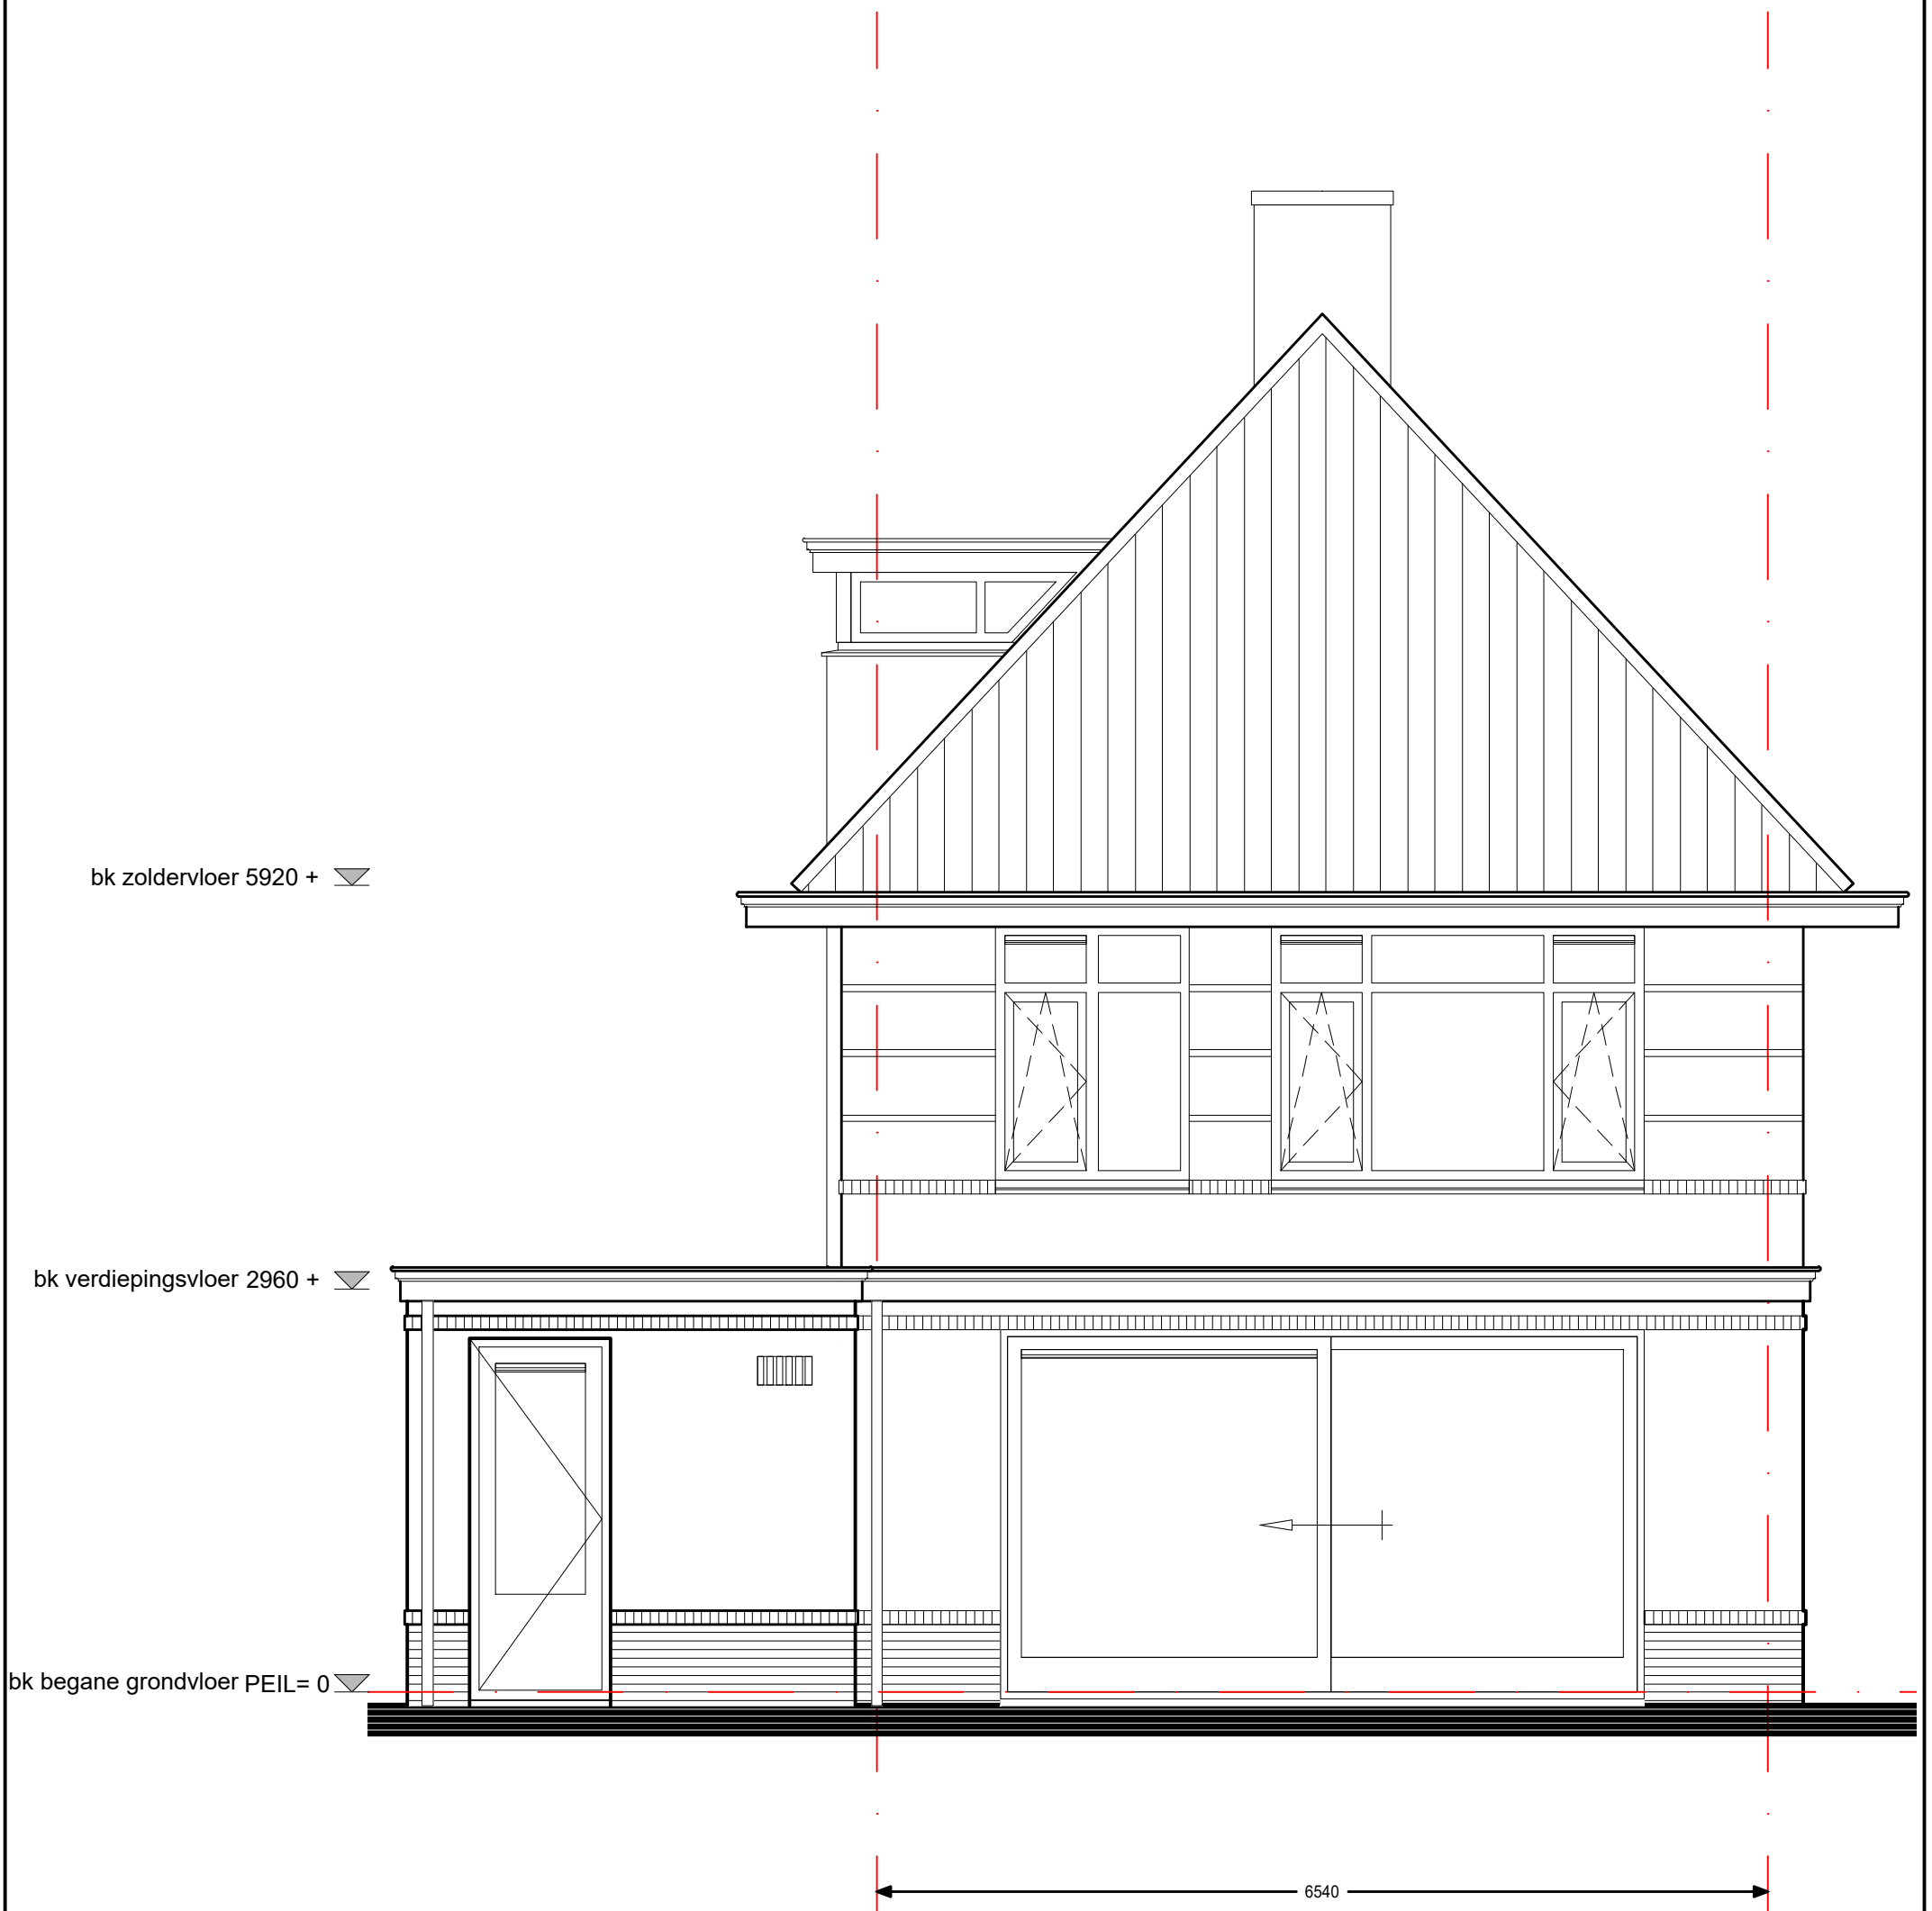 bk zoldervloer 5920 +
bk verdiepingsvloer 2960 +
bk begane grondvloer PEIL= 0
6540